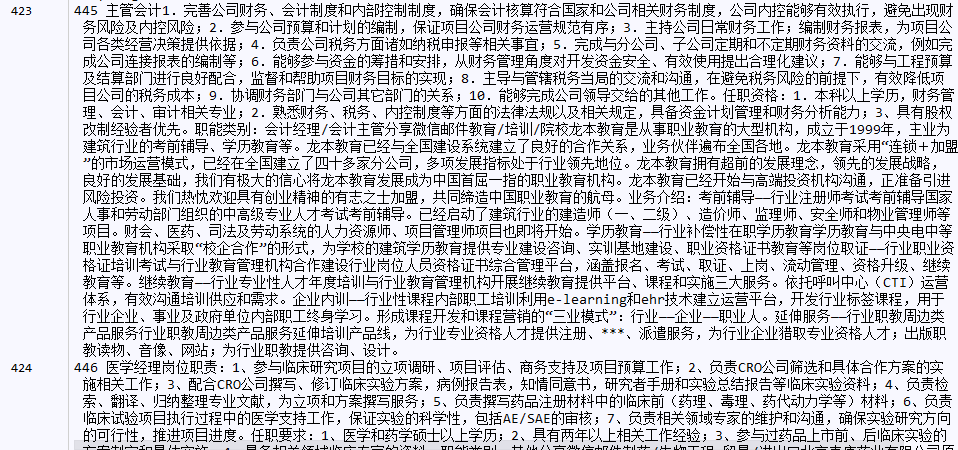 423 445 主管会计1. 完善公司财务、会计制度和内部控制制度，确保会计核算符合国家和公司相关财务制度，公司内控能够有效执行，避免出现财
务风险及内控风险；2. 参与公司预算和计划的编制，保证项目公司财务运营规范有序；3. 主持公司日常财务工作；编制财务报表，为项目公
司各类经营决策提供依据；4. 负责公司税务方面诸如纳税申报等相关事宜；5. 完成与分公司、子公司定期和不定期财务资料的交流，例如完
成公司连接报表的编制等；6. 能够参与资金的筹措和安排，从财务管理角度对开发资金安全、有效使用提出合理化建议；7. 能够与工程预算
及结算部门进行良好配合，监督和帮助项目财务目标的实现；8. 主导与管辖税务当局的交流和沟通，在避免税务风险的前提下，有效降低项
目公司的税务成本；9. 协调财务部与公司其它部门的关系；10. 能够完成公司领导交给的其他工作。任职资格：1. 本科以上学历，财务管
理、会计、审计相关专业；2. 熟悉财务、税务、内控制度等方面的法律法规以及相关规定，具备资金计划管理和财务分析能力；3、具有股权
改制经验者优先。职能类别：会计经理/会计主管分享微信邮件教育/培训/院校龙本教育是从事职业教育的大型机构，成立于1999年，主业为
建筑行业的考前辅导、学历教育等。龙本教育已经与全国建设系统建立了良好的合作关系，业务伙伴遍布全国各地。龙本教育采用“连锁＋加盟
”的市场运营模式，已经在全国建立了四十多家分公司，多项发展指标处于行业领先地位。龙本教育拥有超前的发展理念，领先的发展战略，
良好的发展基础，我们有极大的信心将龙本教育发展成为中国首屈一指的职业教育机构。龙本教育已经开始与高端投资机构沟通，正准备引进
风险投资。我们热忱欢迎具有创业精神的有志之士加盟，共同缔造中国职业教育的航母。业务介绍：考前辅导——行业注册师考试考前辅导国家
人事和劳动部门组织的中高级专业人才考试考前辅导。已经启动了建筑行业的建造师（一、二级）、造价师、监理师、安全师和物业管理师等
项目。财会、医药、司法及劳动系统的人力资源师、项目管理师项目也即将开始。学历教育——行业补偿性在职学历教育学历教育与中央电中等
职业教育机构采取“校企合作”的形式，为学校的建筑学历教育提供专业建设咨询、实训基地建设、职业资格证书教育等岗位取证——行业职业资
格证培训考试与行业教育管理机构合作建设行业岗位人员资格证书综合管理平台，涵盖报名、考试、取证、上岗、流动管理、资格升级、继续
教育等。继续教育——行业专业性人才年度培训与行业教育管理机构开展继续教育提供平台、课程和实施三大服务。依托呼叫中心（CTI）运营
体系，有效沟通培训供应和需求。企业内训——行业性课程内部职工培训利用e-learning和ehr技术建立运营平台，开发行业标签课程，用于
行业企业、事业及政府单位内部职工终身学习。形成课程开发和课程营销的“三业模式”：行业——企业——职业人。延伸服务——行业职教周边类
产品服务行业职教周边类产品服务延伸培训产品线，为行业专业资格人才提供注册、***、派遣服务，为行业企业猎取专业资格人才；出版职
教读物、音像、网站；为行业职教提供咨询、设计。
424 446 医学经理岗位职责：1、参与临床研究项目的立项调研、项目评估、商务支持及项目预算工作；2、负责CRO公司筛选和具体合作方案的实
施相关工作；3、配合CRO公司撰写、修订临床实验方案，病例报告表，知情同意书，研究者手册和实验总结报告等临床实验资料；4、负责检
索、翻译、归纳整理专业文献，为立项和方案撰写服务；5、负责撰写药品注册材料中的临床前（药理、毒理、药代动力学等）材料；6、负责
临床试验项目执行过程中的医学支持工作，保证实验的科学性，包括AE/SAE的审核；7、负责相关领域专家的维护和沟通，确保实验研究方向
的可行性，推进项目进度。任职要求：1、医学和药学硕士以上学历；2、具有两年以上相关工作经验；3、参与过药品上市前、后临床实验的